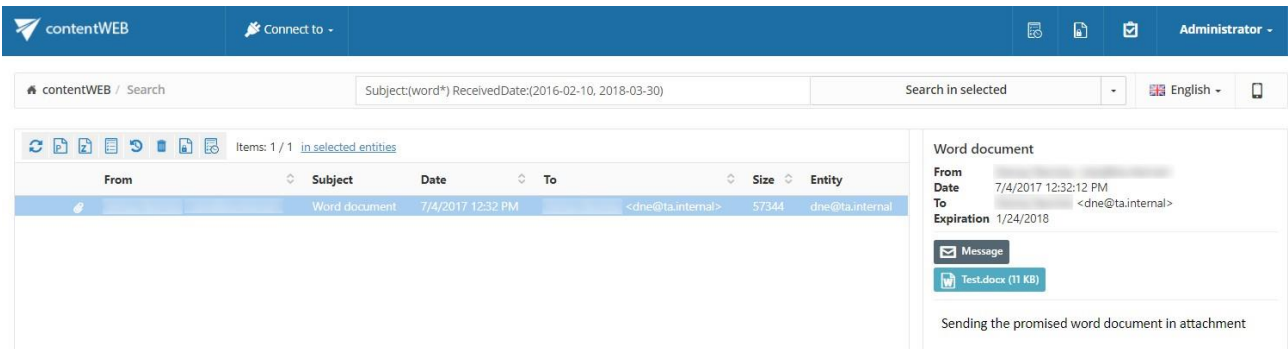 contentWEB Connect to Administrator
contentWEB / Search Subject:(word*) ReceivedDate:(2016-02-10, 2018-03-30) Search in selected English
Items: 1 / 1 in selected entities
From Subject Date To Size Entity
Word document 7/4/2017 12:32 PM <dne@ta.internal> 57344 dne@ta.internal
Word document
From
Date 7/4/2017 12:32:12 PM
To <dne@ta.internal>
Expiration 1/24/2018
Message
Test.docx (11 KB)
Sending the promised word document in attachment